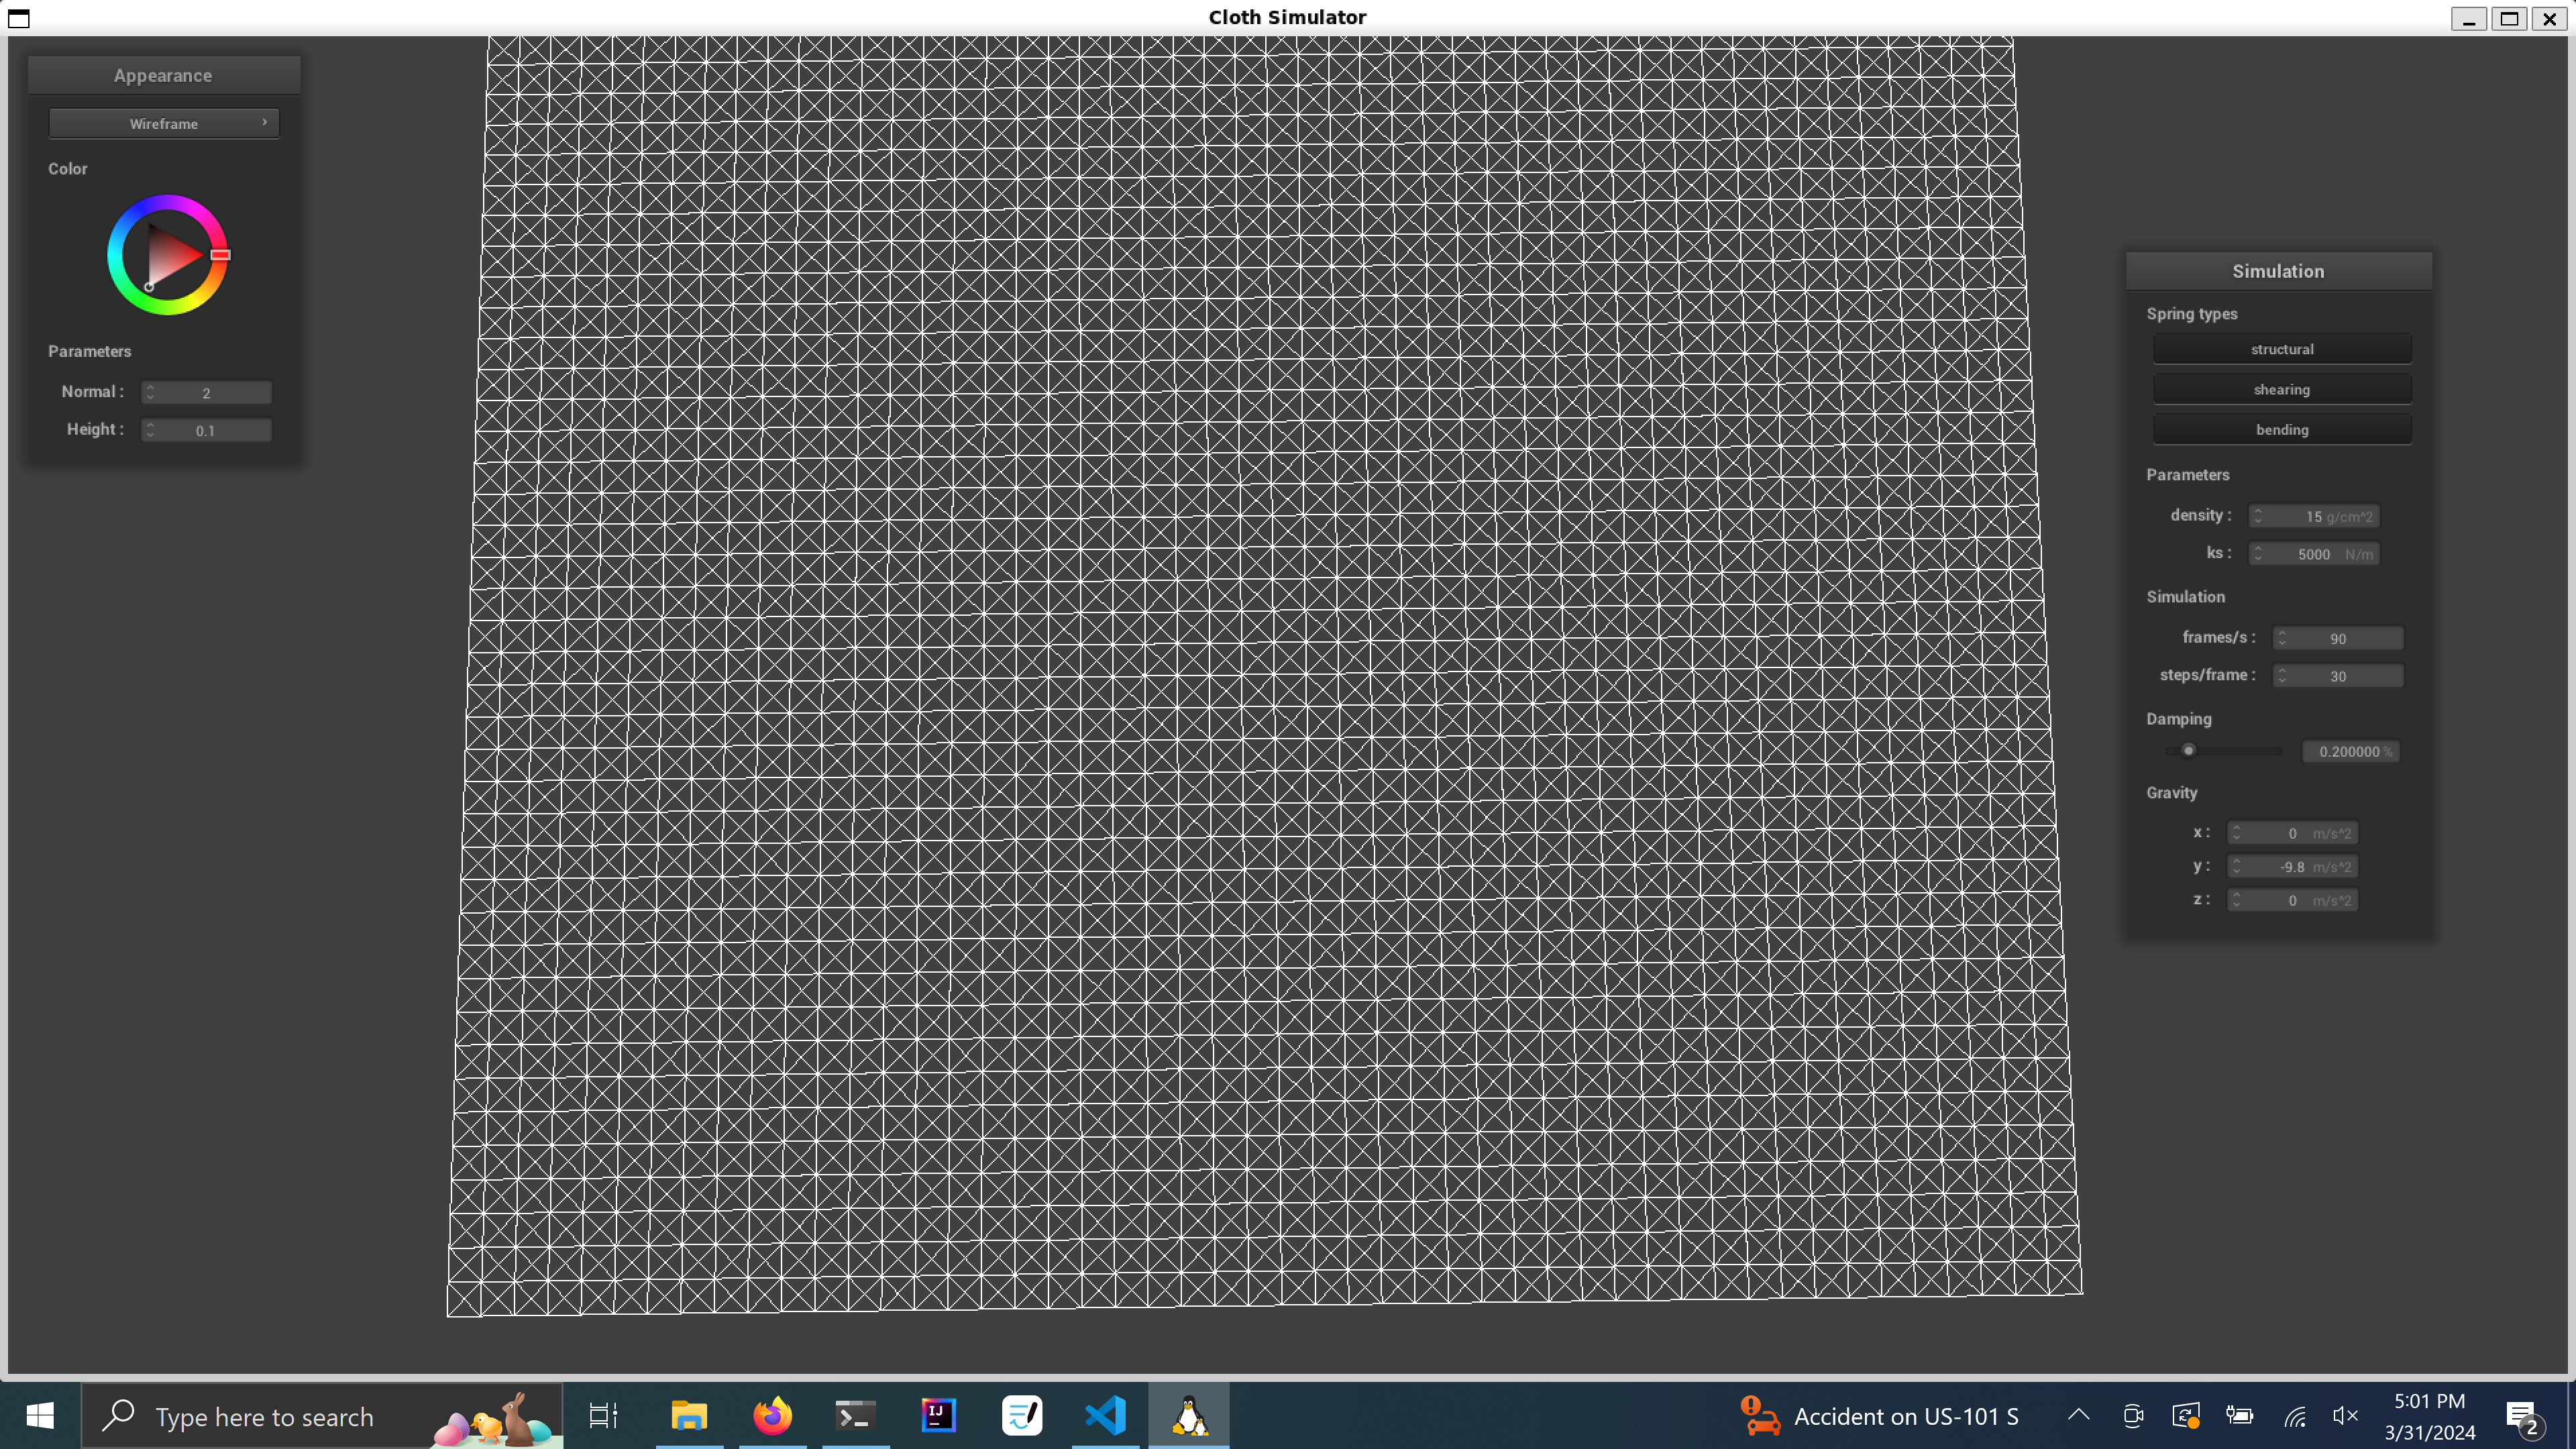 Cloth Simulator
Appearance
Wireframe
Color
Parameters
Normal : 2
Height : 0.1
Simulation
Spring types
structural
shearing
bending
Parameters
density : 15 g/cm^2
ks : 5000 N/m
Simulation
frames/s : 90
steps/frame : 30
Damping
0.200000 %
Gravity
x : 0 m/s^2
y : -9.8 m/s^2
z : 0 m/s^2
Type here to search
IJ
Accident on US-101 S
5:01 PM
3/31/2024
2